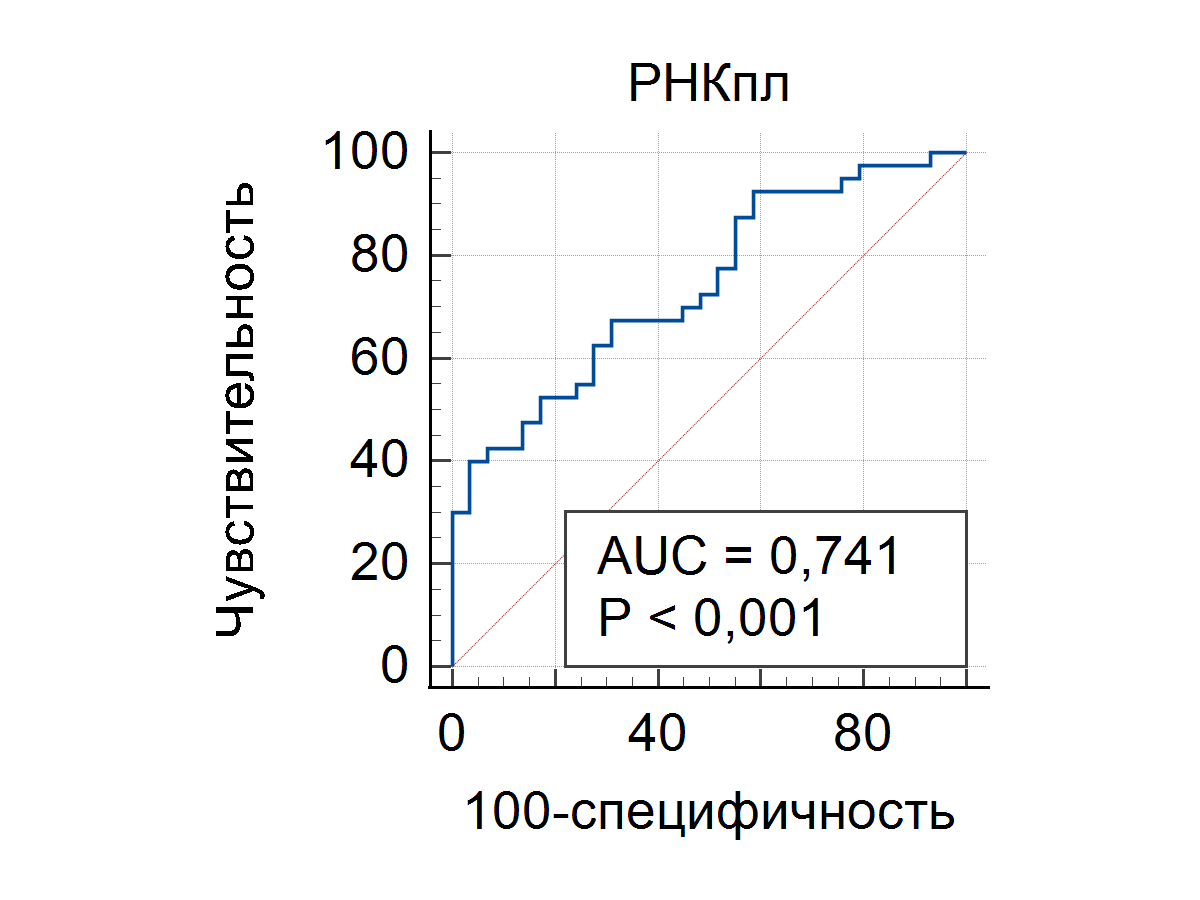 РНКпл
Чувствительность
100
80
60
40
20
0
AUC = 0,741
P < 0,001
0 40 80
100-специфичность